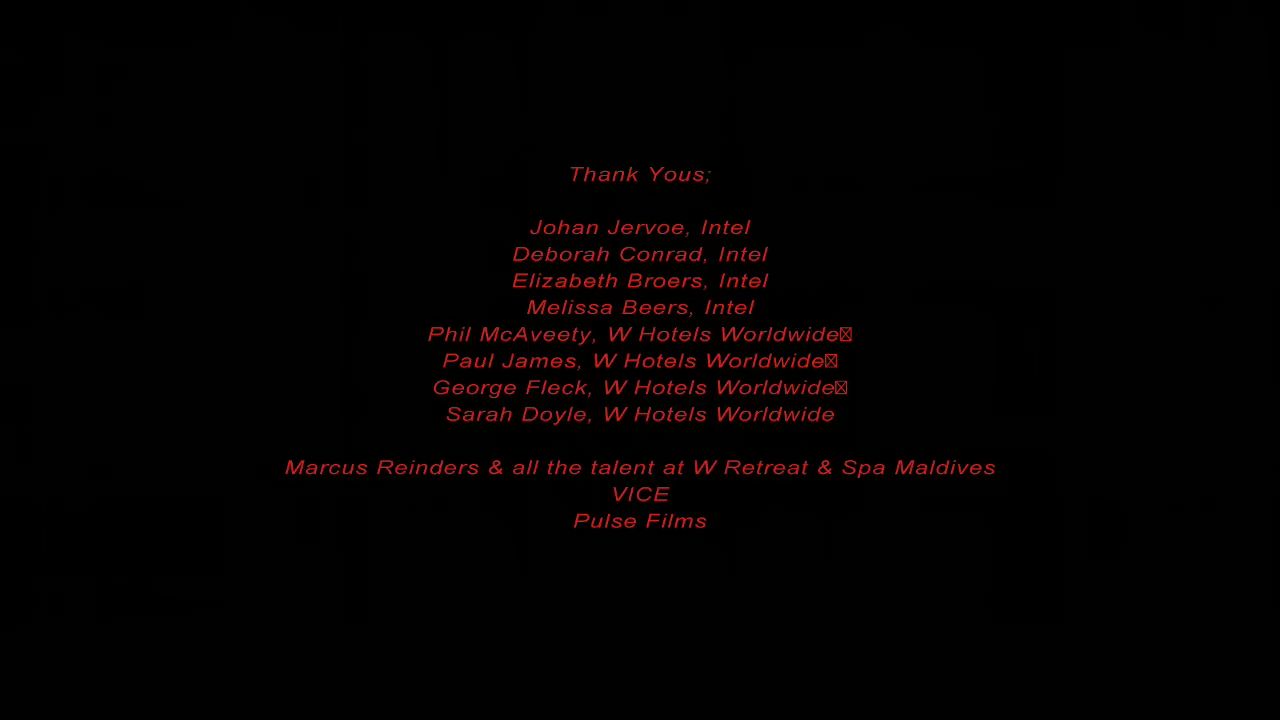 Thank Yous;
Johan Jervoe, Intel
Deborah Conrad, Intel
Elizabeth Broers, Intel
Melissa Beers, Intel
Phil McAveety, W Hotels Worldwide
Paul James, W Hotels Worldwide
George Fleck, W Hotels Worldwide
Sarah Doyle, W Hotels Worldwide
Marcus Reinders & all the talent at W Retreat & Spa Maldives
VICE
Pulse Films